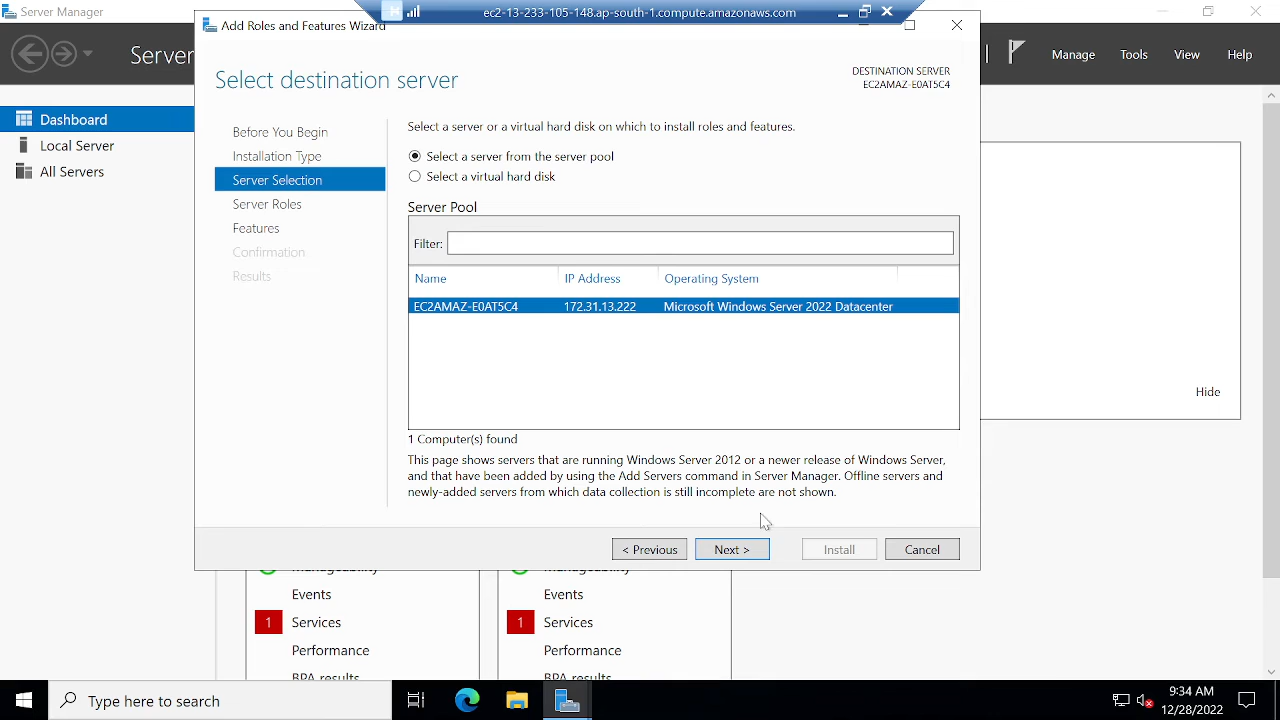 Server Manager
ec2-13-233-105-148.ap-south-1.compute.amazonaws.com
Add Roles and Features Wizard
Server
Manage
Tools
View
Help
Dashboard
Local Server
All Servers
Select destination server
DESTINATION SERVER
EC2AMAZ-E0AT5C4
Before You Begin
Installation Type
Server Selection
Server Roles
Features
Confirmation
Results
Select a server or a virtual hard disk on which to install roles and features.
Select a server from the server pool
Select a virtual hard disk
Server Pool
Filter:
Name IP Address Operating System
EC2AMAZ-E0AT5C4 172.31.13.222 Microsoft Windows Server 2022 Datacenter
1 Computer(s) found
This page shows servers that are running Windows Server 2012 or a newer release of Windows Server,
and that have been added by using the Add Servers command in Server Manager. Offline servers and
newly-added servers from which data collection is still incomplete are not shown.
< Previous
Next >
Install
Cancel
Hide
Manageability
Events
1 Services
Performance
BPA results
Manageability
Events
1 Services
Performance
BPA results
Type here to search
9:34 AM
12/28/2022